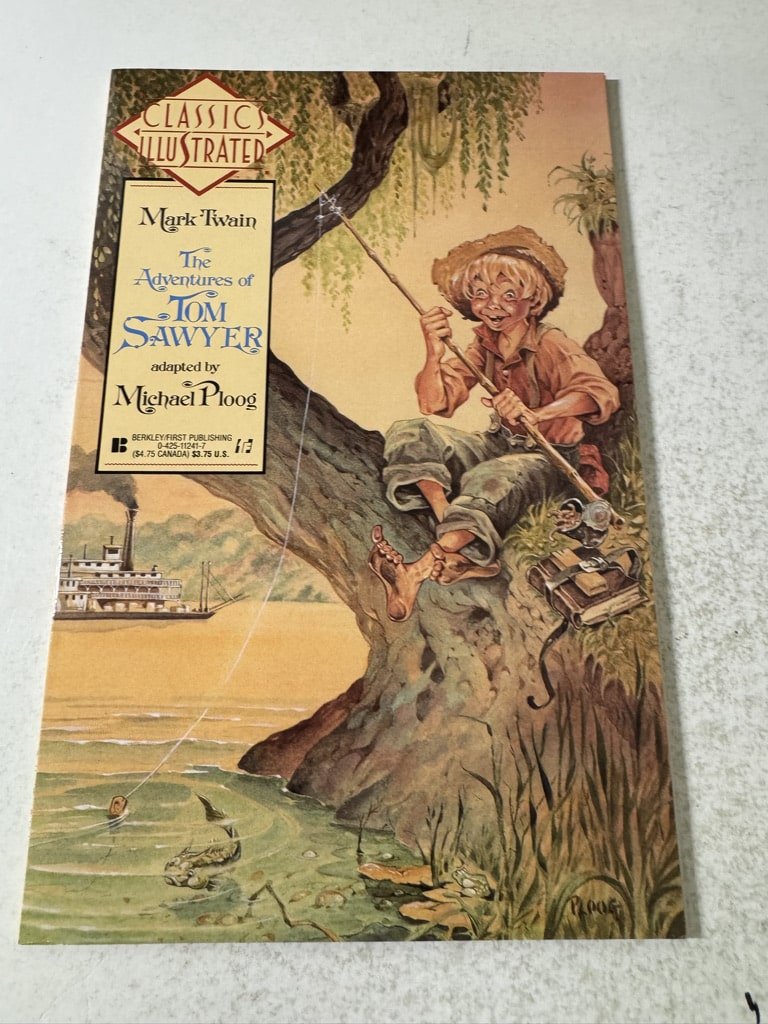 CLASSICS
ILLUSTRATED
Mark Twain
The
Adventures of
TOM
SAWYER
adapted by
Michael Ploog
BERKLEY/FIRST PUBLISHING
0-425-11241-7
($4.75 CANADA) $3.75 U.S.
PLOOG